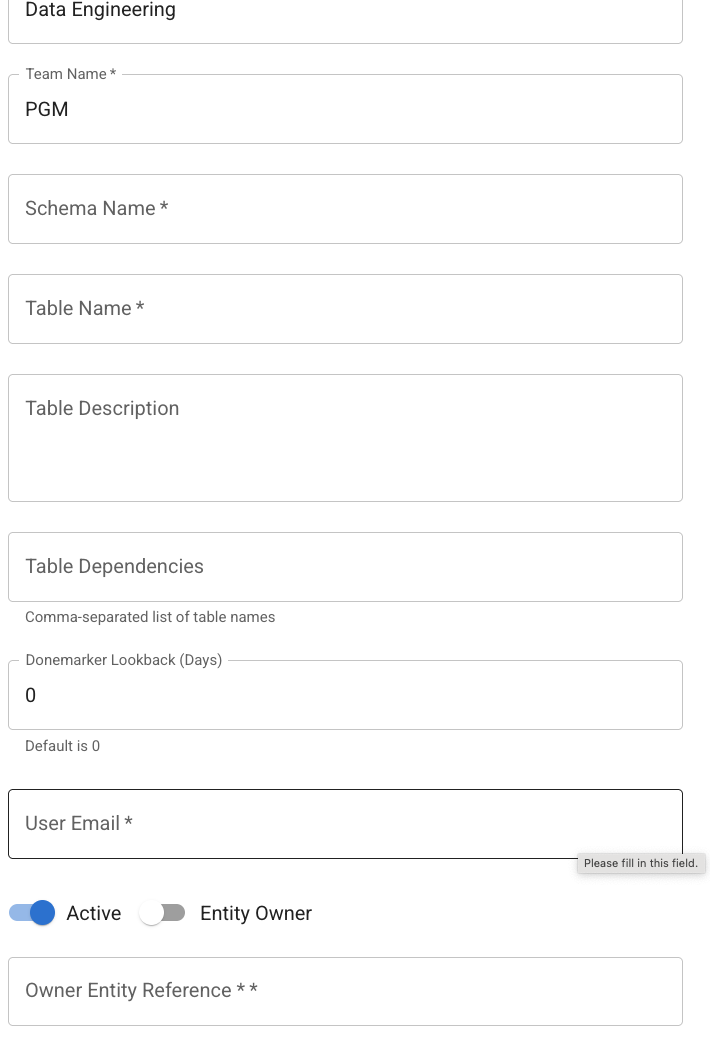 Data Engineering
Team Name *
PGM
Schema Name *
Table Name *
Table Description
Table Dependencies
Comma-separated list of table names
Donemarker Lookback (Days)
0
Default is 0
User Email *
Please fill in this field.
Active Entity Owner
Owner Entity Reference * *